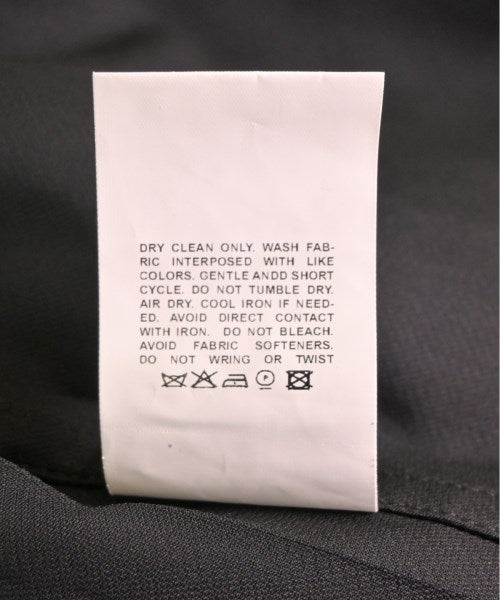 DRY CLEAN ONLY. WASH FAB-
RIC INTERPOSED WITH LIKE
COLORS. GENTLE ANDD SHORT
CYCLE. DO NOT TUMBLE DRY.
AIR DRY. COOL IRON IF NEED-
ED. AVOID DIRECT CONTACT
WITH IRON. DO NOT BLEACH.
AVOID FABRIC SOFTENERS.
DO NOT WRING OR TWIST
P